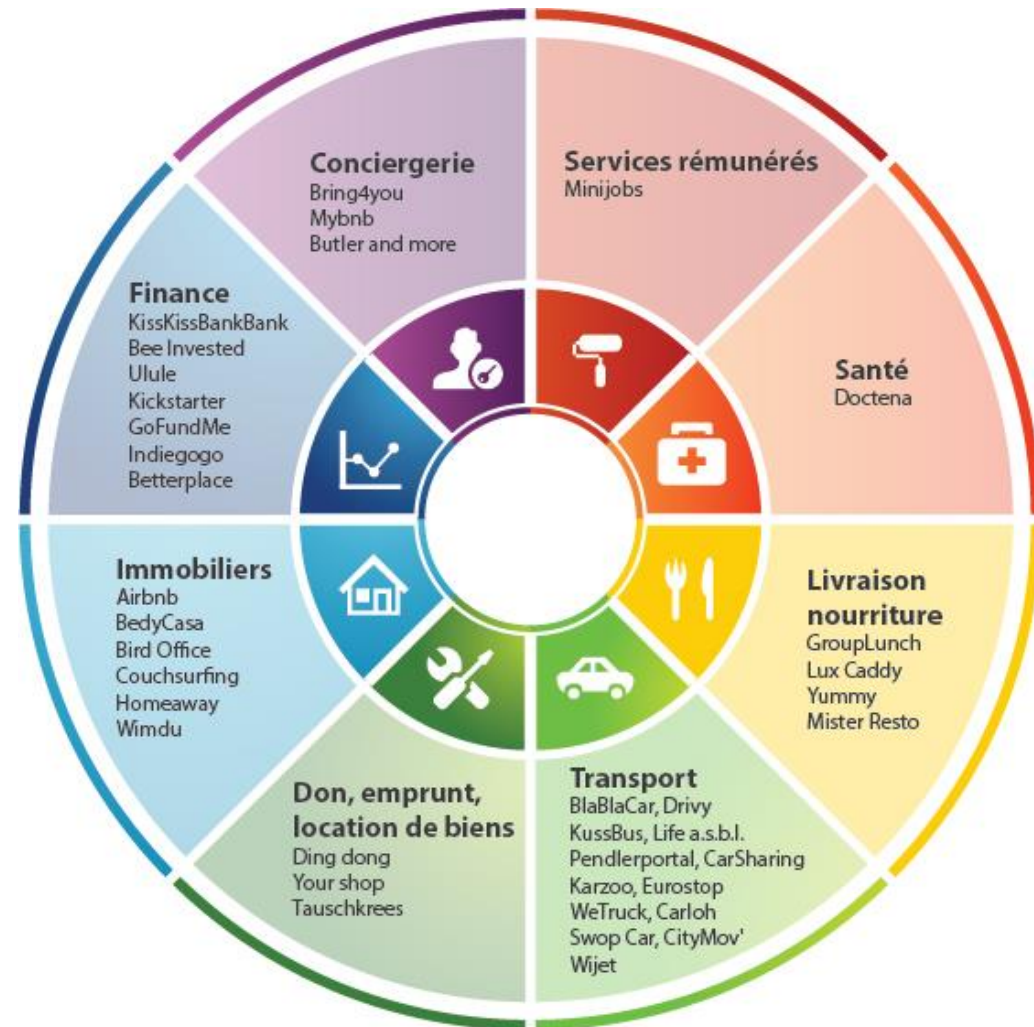 Conciergerie
Bring4you
Mybnb
Butler and more
Services rémunérés
Minijobs
Santé
Doctena
Livraison
nourriture
GroupLunch
Lux Caddy
Yummy
Mister Resto
Transport
BlaBlaCar, Drivy
KussBus, Life a.s.b.l.
Pendlerportal, CarSharing
Karzoo, Eurostop
WeTruck, Carloh
Swop Car, CityMov'
Wijet
Don, emprunt,
location de biens
Ding dong
Your shop
Tauschkrees
Immobiliers
Airbnb
BedyCasa
Bird Office
Couchsurfing
Homeaway
Wimdu
Finance
KissKissBankBank
Bee Invested
Ulule
Kickstarter
GoFundMe
Indiegogo
Betterplace